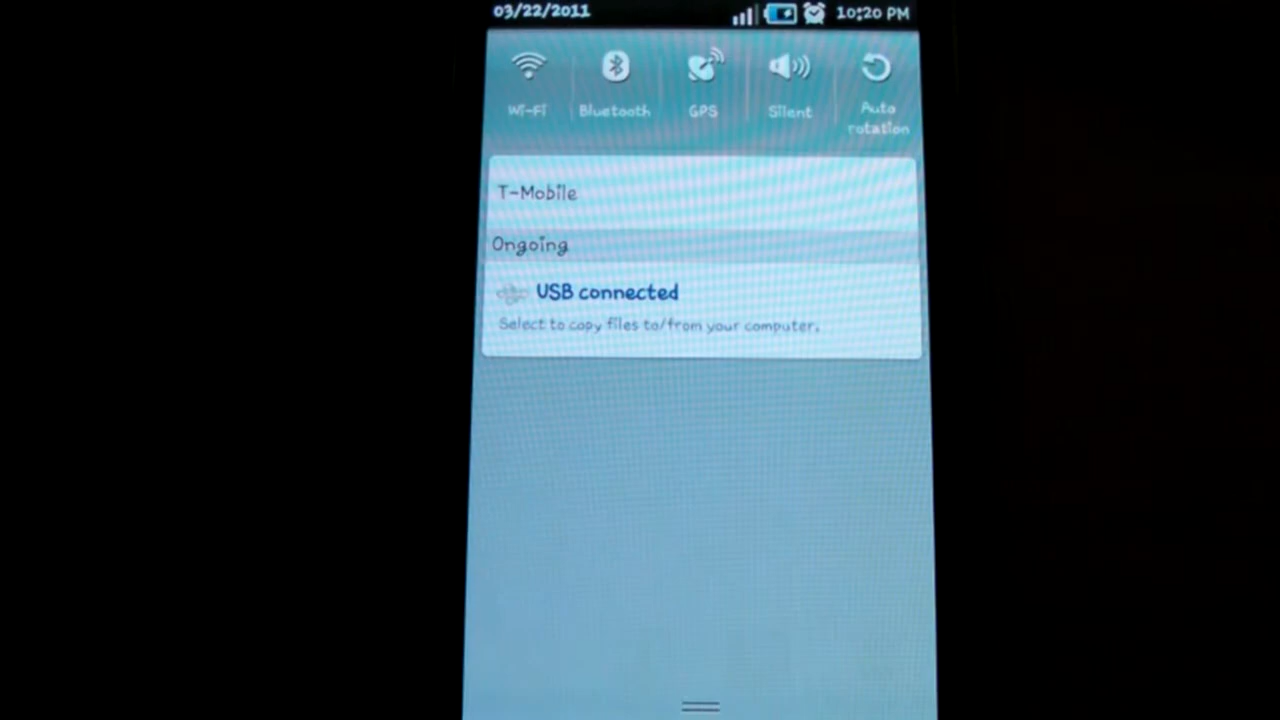 03/22/2011 10:20 PM
Wi-Fi Bluetooth GPS Silent Auto rotation
T-Mobile
Ongoing
USB connected
Select to copy files to/from your computer.